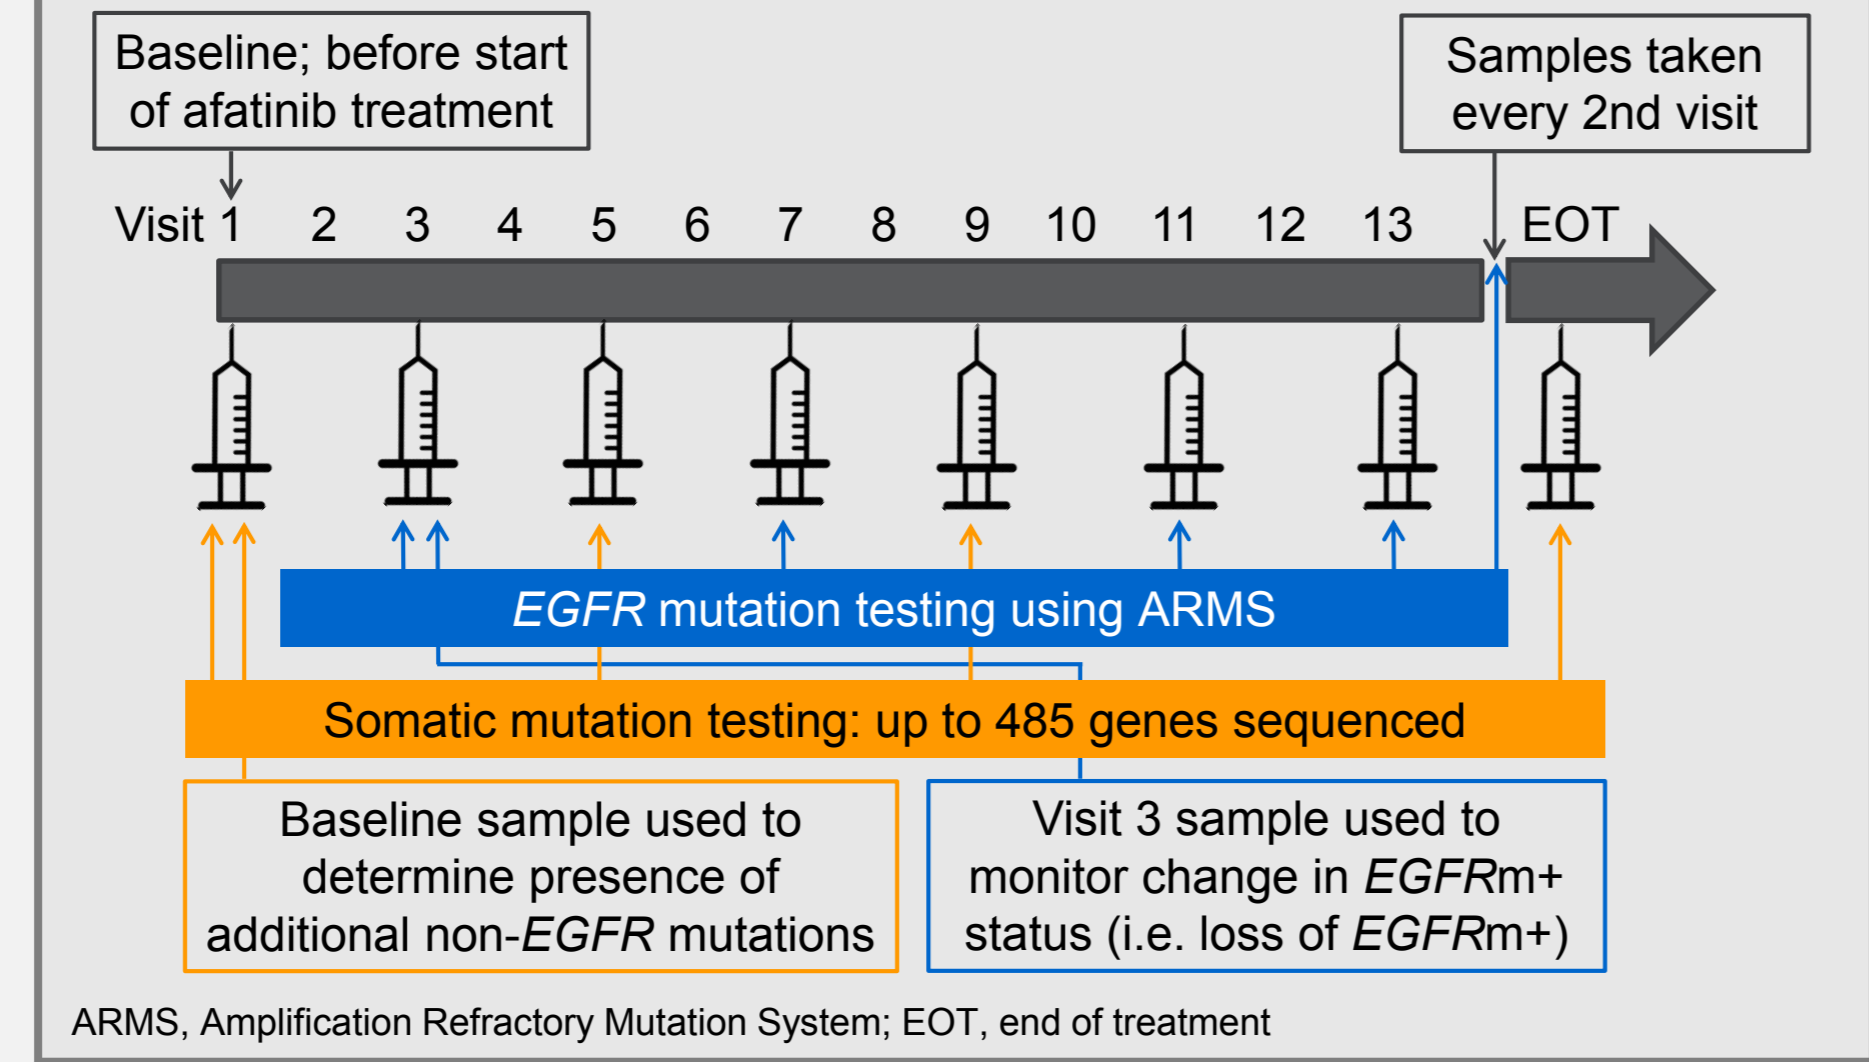 Baseline; before start
of afatinib treatment
Samples taken
every 2nd visit
Visit 1 2 3 4 5 6 7 8 9 10 11 12 13 EOT
EGFR mutation testing using ARMS
Somatic mutation testing: up to 485 genes sequenced
Baseline sample used to
determine presence of
additional non-EGFR mutations
Visit 3 sample used to
monitor change in EGFRm+
status (i.e. loss of EGFRm+)
ARMS, Amplification Refractory Mutation System; EOT, end of treatment